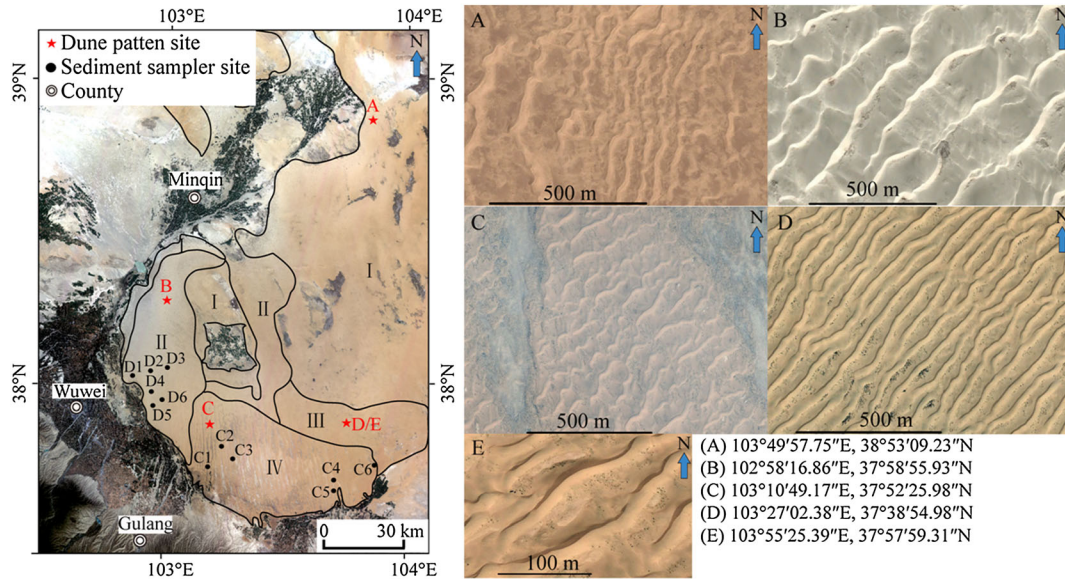 103°E 104°E
N
★ Dune patten site
● Sediment sampler site
◎ County
39°N
39°N
A
Minqin
I
B
I
II
II
D1 D2 D3
D4
D6
D5
38°N
38°N
Wuwei
C
III
D/E
C2
C1
C3
IV
C4
C6
C5
Gulang
0 30 km
103°E 104°E
A
N
500 m
B
N
500 m
C
N
500 m
D
N
500 m
E
N
100 m
(A) 103°49′57.75″E, 38°53′09.23″N
(B) 102°58′16.86″E, 37°58′55.93″N
(C) 103°10′49.17″E, 37°52′25.98″N
(D) 103°27′02.38″E, 37°38′54.98″N
(E) 103°55′25.39″E, 37°57′59.31″N